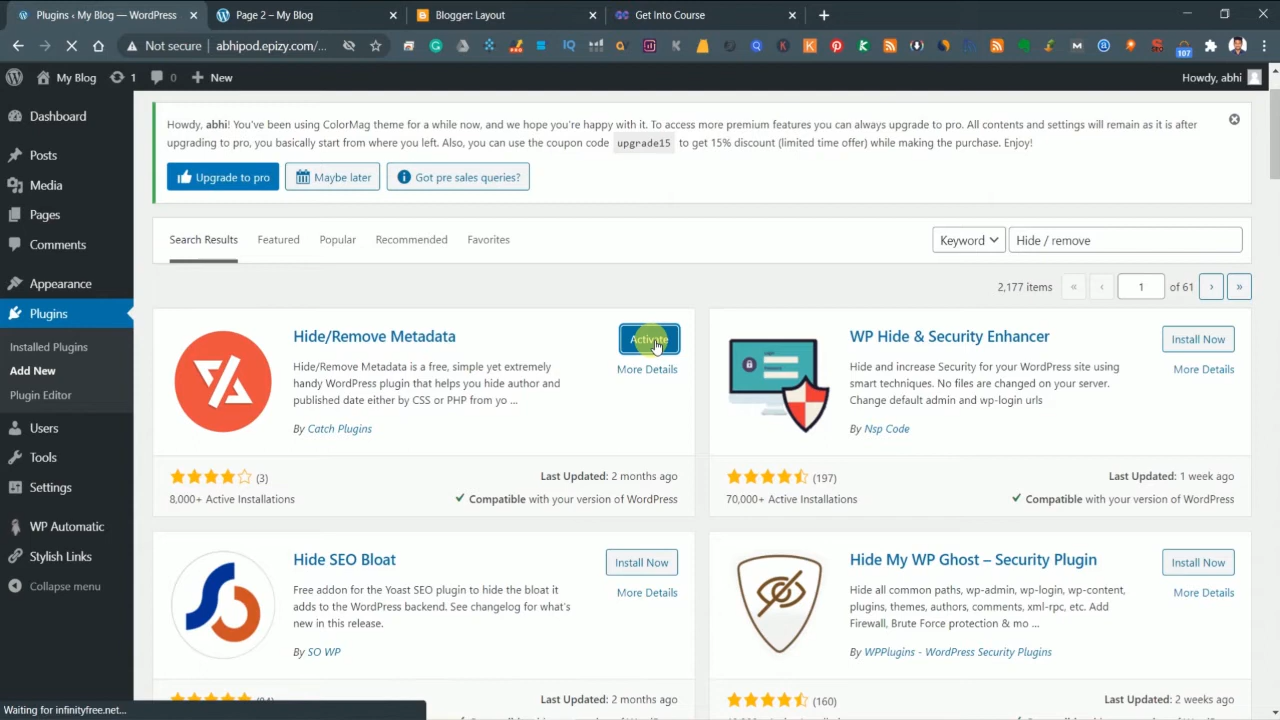 Plugins ‹ My Blog — WordPress
Page 2 – My Blog
Blogger: Layout
Get Into Course
Not secure
abhipod.epizy.com/...
107
My Blog
1
0
New
Howdy, abhi
Dashboard
Posts
Media
Pages
Comments
Appearance
Plugins
Installed Plugins
Add New
Plugin Editor
Users
Tools
Settings
WP Automatic
Stylish Links
Collapse menu
Howdy, abhi! You've been using ColorMag theme for a while now, and we hope you're happy with it. To access more premium features you can always upgrade to pro. All contents and settings will remain as it is after
upgrading to pro, you basically start from where you left. Also, you can use the coupon code upgrade15 to get 15% discount (limited time offer) while making the purchase. Enjoy!
Upgrade to pro
Maybe later
Got pre sales queries?
Search Results
Featured
Popular
Recommended
Favorites
Keyword
Hide / remove
2,177 items
«
‹
1
of 61
›
»
Hide/Remove Metadata
Activate
More Details
Hide/Remove Metadata is a free, simple yet extremely
handy WordPress plugin that helps you hide author and
published date either by CSS or PHP from yo ...
By Catch Plugins
(3)
8,000+ Active Installations
Last Updated: 2 months ago
Compatible with your version of WordPress
WP Hide & Security Enhancer
Install Now
More Details
Hide and increase Security for your WordPress site using
smart techniques. No files are changed on your server.
Change default admin and wp-login urls
By Nsp Code
(197)
70,000+ Active Installations
Last Updated: 1 week ago
Compatible with your version of WordPress
Hide SEO Bloat
Install Now
More Details
Free addon for the Yoast SEO plugin to hide the bloat it
adds to the WordPress backend. See changelog for what's
new in this release.
By SO WP
Last Updated: 2 months ago
Hide My WP Ghost – Security Plugin
Install Now
More Details
Hide all common paths, wp-admin, wp-login, wp-content,
plugins, themes, authors, comments, xml-rpc, etc. Add
Firewall, Brute Force protection & mo ...
By WPPlugins - WordPress Security Plugins
(160)
Last Updated: 2 weeks ago
Waiting for infinityfree.net...